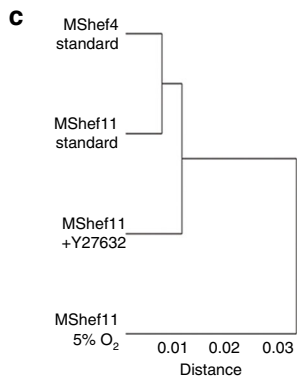 c
MShef4
standard
MShef11
standard
MShef11
+Y27632
MShef11
5% O₂
0.01 0.02 0.03
Distance